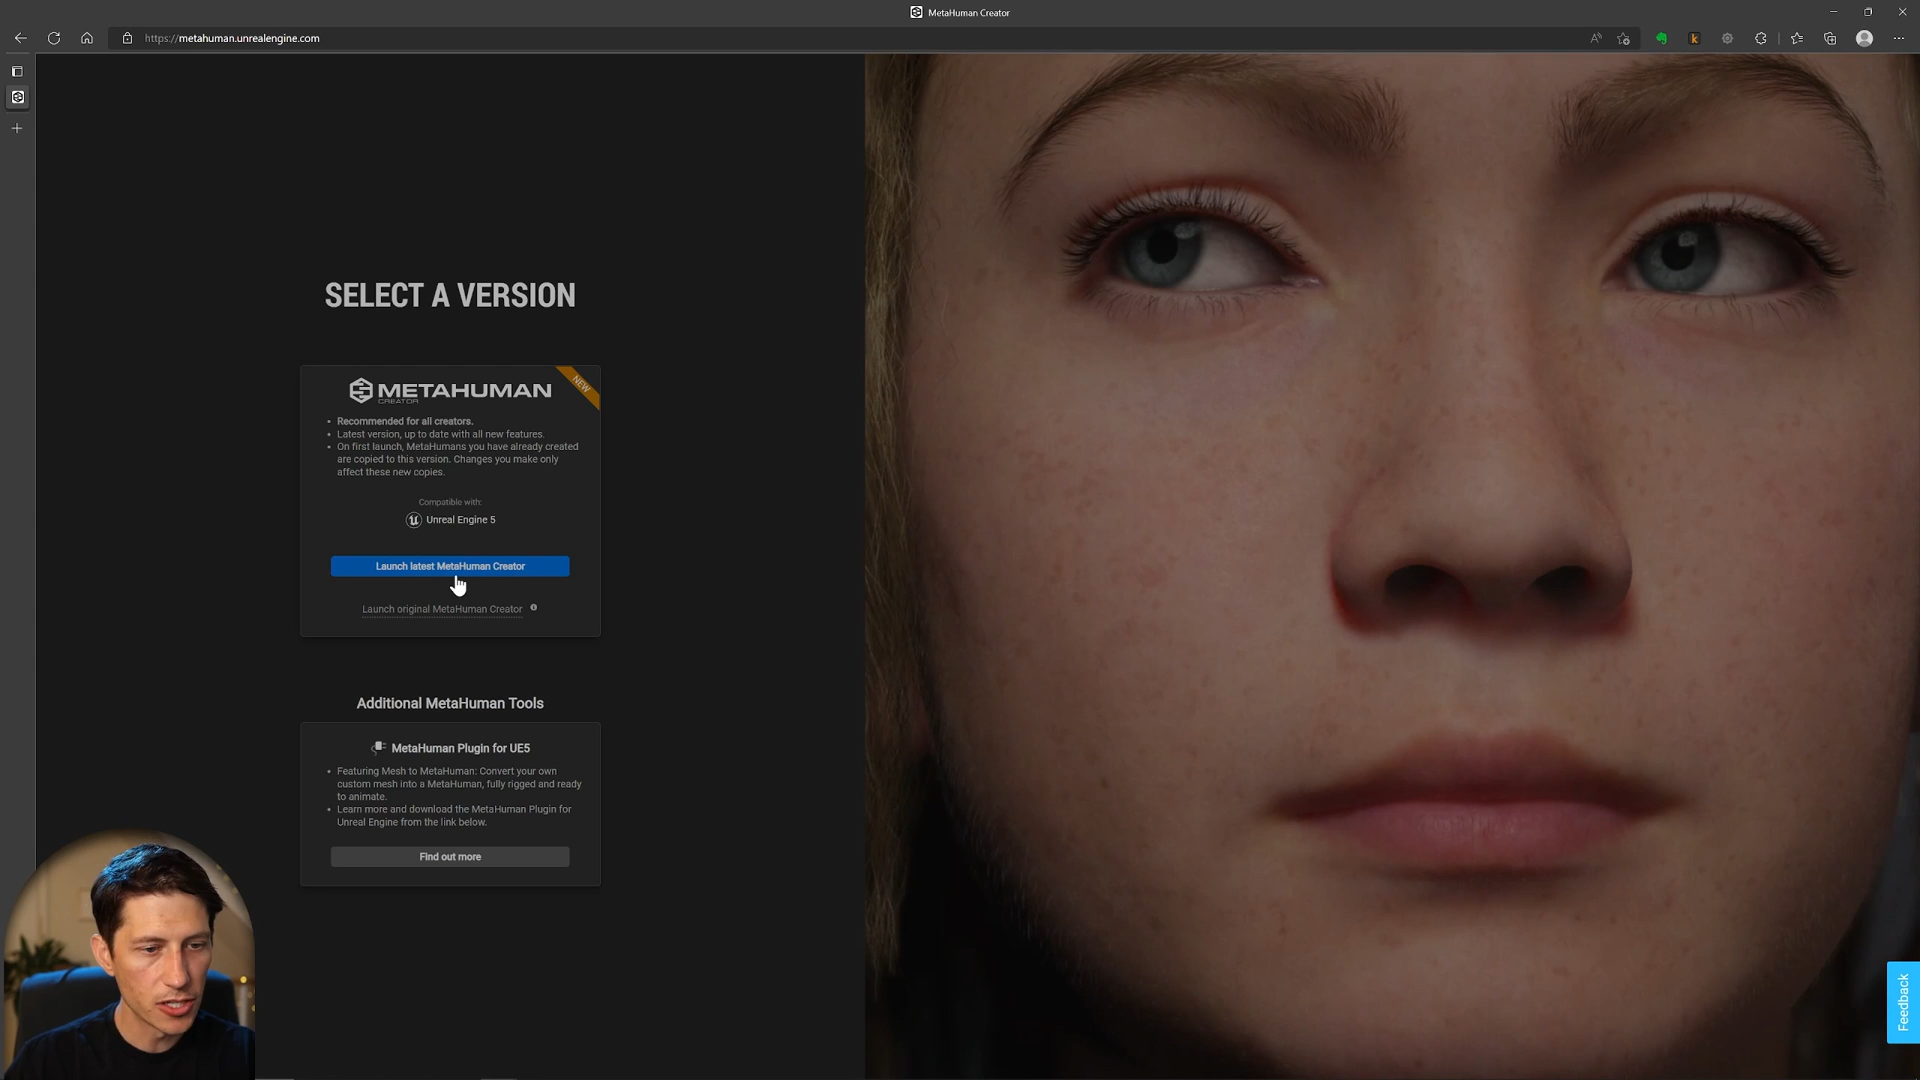 MetaHuman Creator
https://metahuman.unrealengine.com
SELECT A VERSION
NEW
METAHUMAN
CREATOR
Recommended for all creators.
Latest version, up to date with all new features.
On first launch, MetaHumans you have already created
are copied to this version. Changes you make only
affect these new copies.
Compatible with:
Unreal Engine 5
Launch latest MetaHuman Creator
Launch original MetaHuman Creator
Additional MetaHuman Tools
MetaHuman Plugin for UE5
Featuring Mesh to MetaHuman: Convert your own
custom mesh into a MetaHuman, fully rigged and ready
to animate.
Learn more and download the MetaHuman Plugin for
Unreal Engine from the link below.
Find out more
Feedback